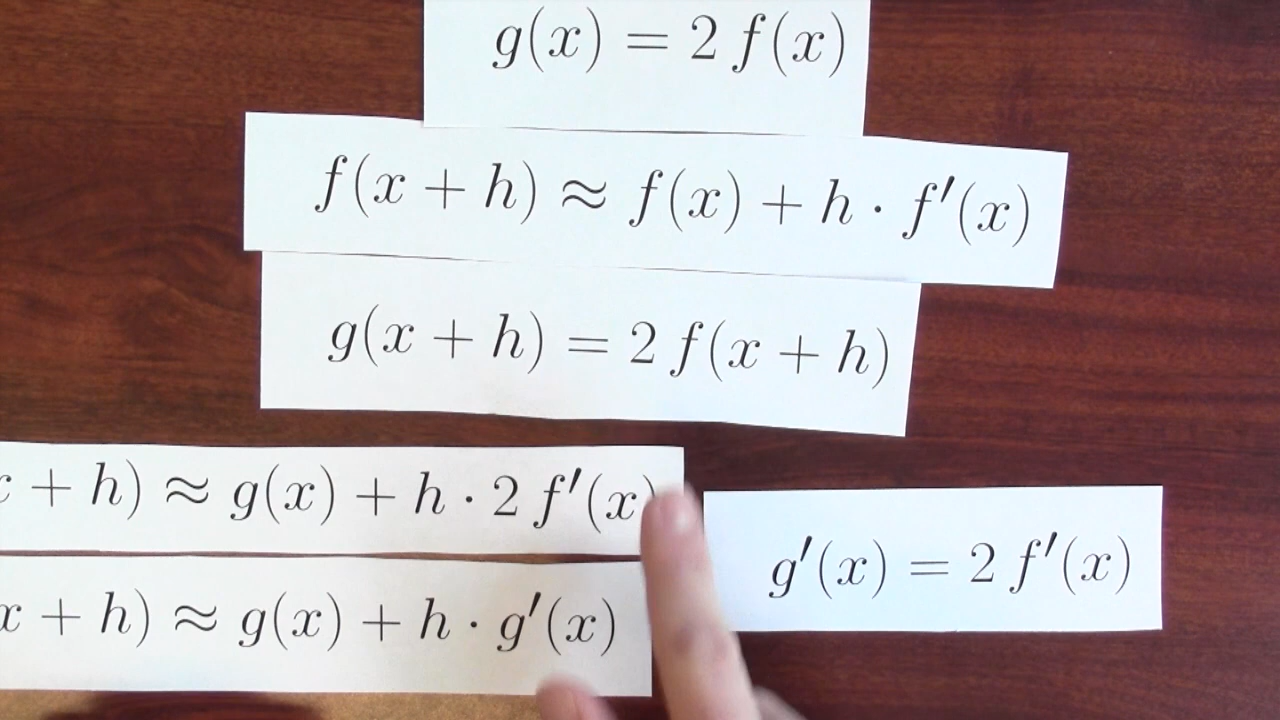 g(x) = 2 f(x)
f(x + h) ≈ f(x) + h · f′(x)
g(x + h) = 2 f(x + h)
+ h) ≈ g(x) + h · 2 f′(x)
x + h) ≈ g(x) + h · g′(x)
g′(x) = 2 f′(x)